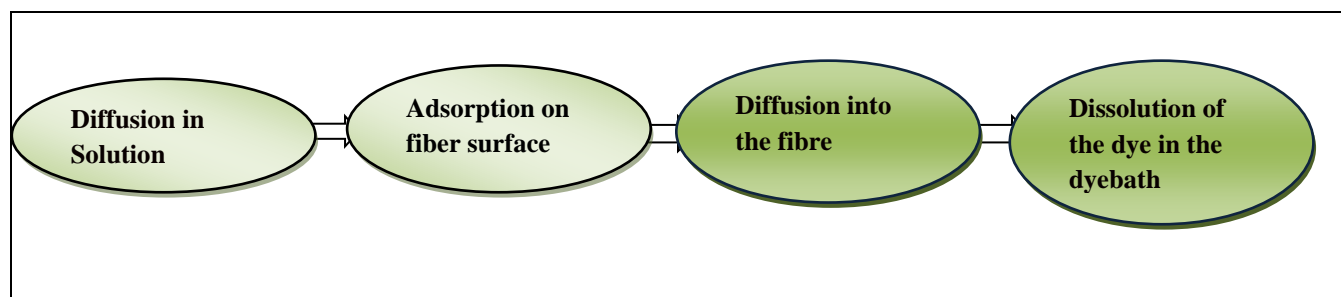 Diffusion in
Solution
Adsorption on
fiber surface
Diffusion into
the fibre
Dissolution of
the dye in the
dyebath